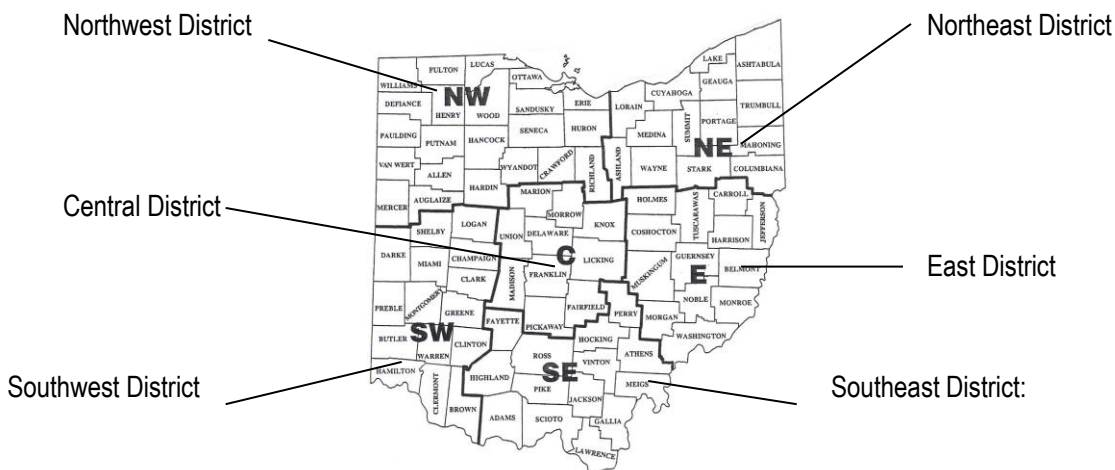 Northwest District
Northeast District
LUCAS
FULTON
WILLIAMS
OTTAWA
LAKE
ASHTABULA
GEAUGA
CUYAHOGA
NW
DEFIANCE
HENRY
WOOD
SANDUSKY
ERIE
LORAIN
TRUMBULL
SUMMIT
PORTAGE
PAULDING
PUTNAM
HANCOCK
SENECA
HURON
MEDINA
NE
MAHONING
VAN WERT
ALLEN
WYANDOT
CRAWFORD
RICHLAND
ASHLAND
WAYNE
STARK
COLUMBIANA
HARDIN
MARION
Central District
MERCER
AUGLAIZE
MORROW
HOLMES
CARROLL
TUSCARAWAS
JEFFERSON
SHELBY
LOGAN
UNION
DELAWARE
KNOX
COSHOCTON
HARRISON
DARKE
MIAMI
CHAMPAIGN
C
LICKING
MUSKINGUM
GUERNSEY
E
BELMONT
East District
CLARK
MADISON
FRANKLIN
PREBLE
MONTGOMERY
GREENE
FAIRFIELD
PERRY
NOBLE
MONROE
MORGAN
FAYETTE
PICKAWAY
WASHINGTON
SW
BUTLER
WARREN
CLINTON
HOCKING
ATHENS
ROSS
VINTON
SE
Southwest District
HAMILTON
CLERMONT
BROWN
HIGHLAND
PIKE
JACKSON
MEIGS
Southeast District:
ADAMS
SCIOTO
GALLIA
LAWRENCE